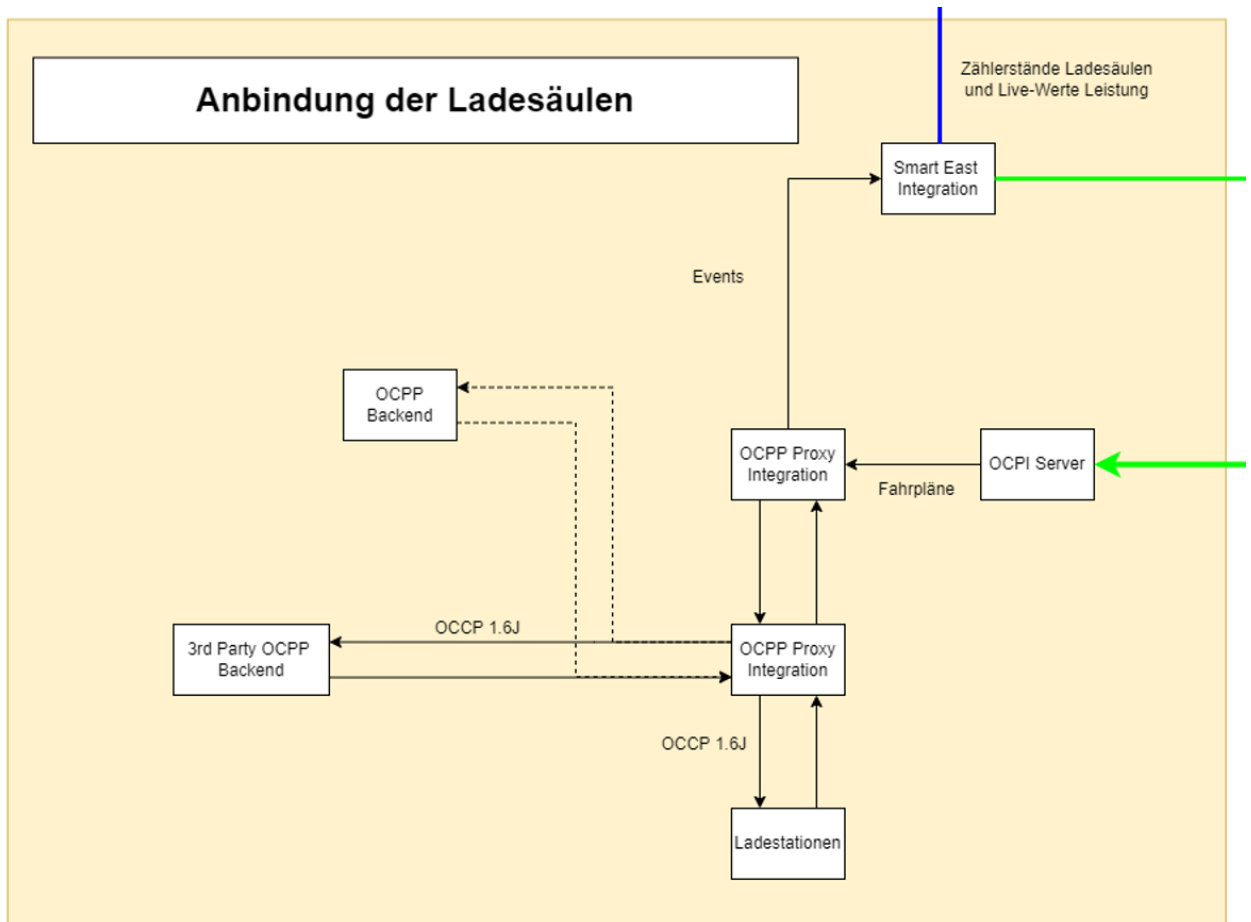 Anbindung der Ladesäulen
Zählerstände Ladesäulen
und Live-Werte Leistung
Smart East
Integration
Events
OCPP
Backend
OCPP Proxy
Integration
Fahrpläne
OCPI Server
3rd Party OCPP
Backend
OCCP 1.6J
OCPP Proxy
Integration
OCCP 1.6J
Ladestationen